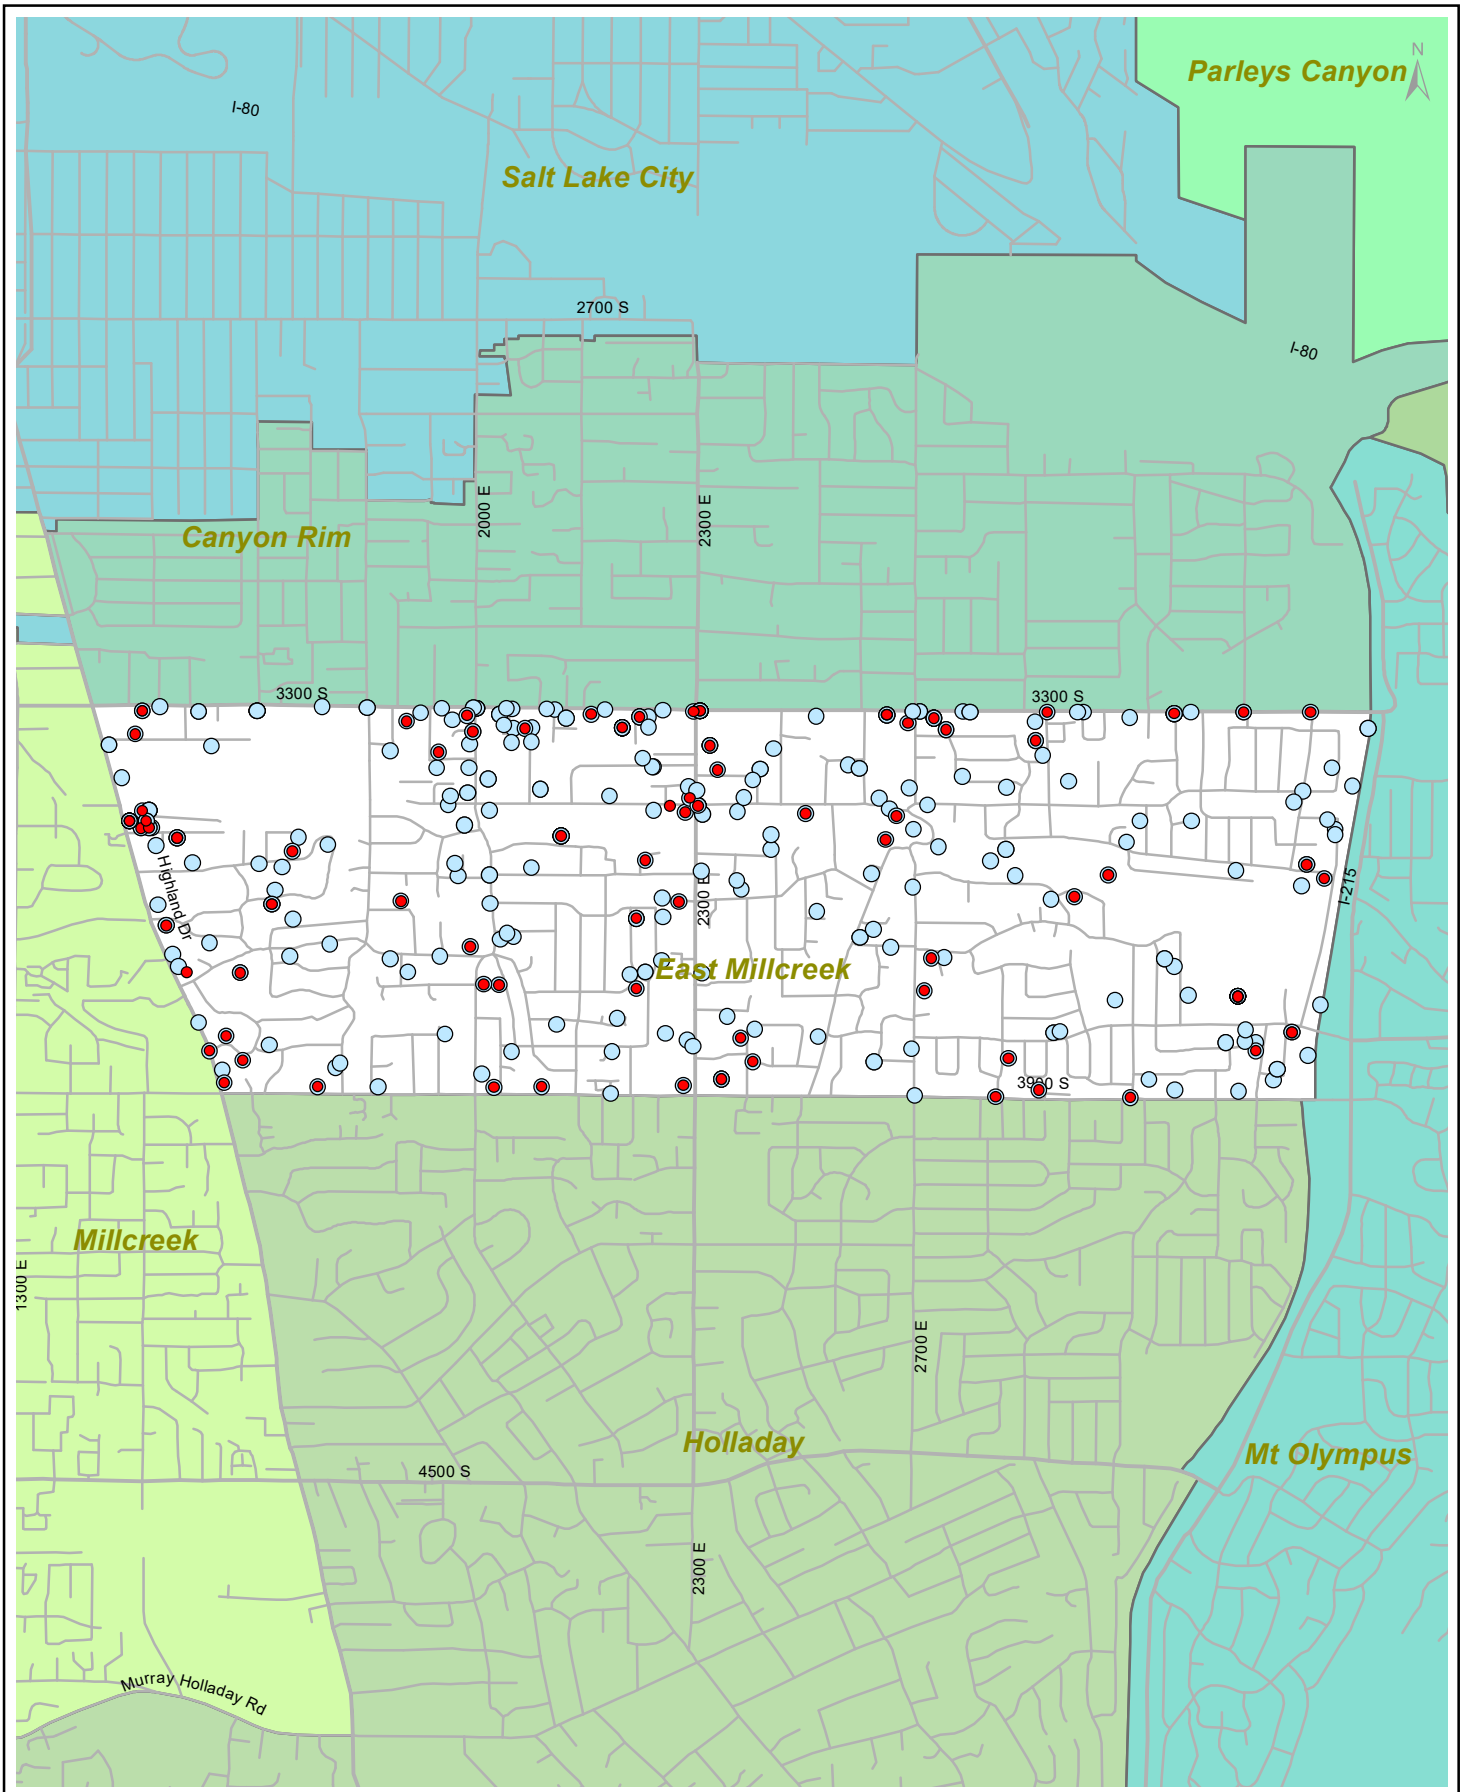 N
Parleys Canyon
I-80
Salt Lake City
2700 S
I-80
2000 E
2300 E
Canyon Rim
3300 S
3300 S
Highland Dr
2300 E
I-215
East Millcreek
3900 S
Millcreek
1300 E
2700 E
Holladay
Mt Olympus
4500 S
2300 E
Murray Holladay Rd